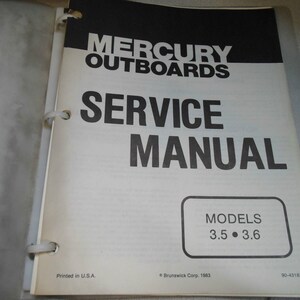 MERCURY
OUTBOARDS
SERVICE
MANUAL
MODELS
3.5 • 3.6
Printed in U.S.A.
© Brunswick Corp. 1983